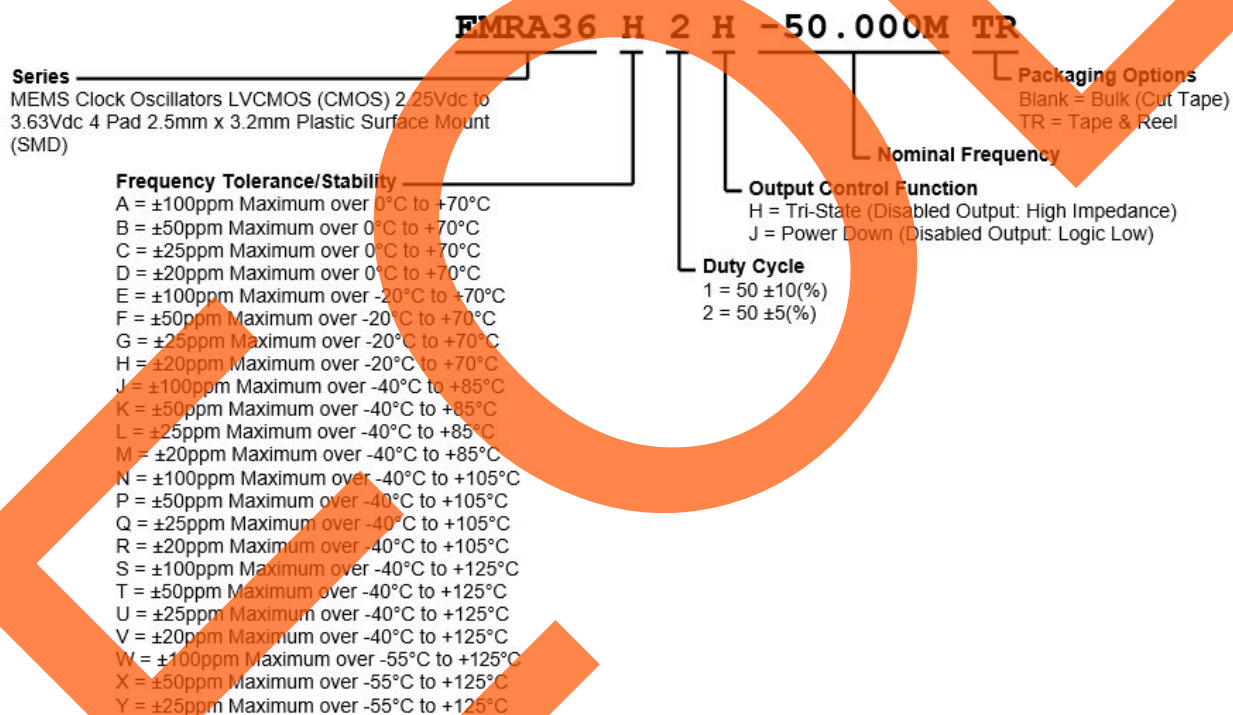 EMRA36 H 2 H -50.000M TR
Series
MEMS Clock Oscillators LVCMOS (CMOS) 2.25Vdc to
3.63Vdc 4 Pad 2.5mm x 3.2mm Plastic Surface Mount
(SMD)
Frequency Tolerance/Stability
A = ±100ppm Maximum over 0°C to +70°C
B = ±50ppm Maximum over 0°C to +70°C
C = ±25ppm Maximum over 0°C to +70°C
D = ±20ppm Maximum over 0°C to +70°C
E = ±100ppm Maximum over -20°C to +70°C
F = ±50ppm Maximum over -20°C to +70°C
G = ±25ppm Maximum over -20°C to +70°C
H = ±20ppm Maximum over -20°C to +70°C
J = ±100ppm Maximum over -40°C to +85°C
K = ±50ppm Maximum over -40°C to +85°C
L = ±25ppm Maximum over -40°C to +85°C
M = ±20ppm Maximum over -40°C to +85°C
N = ±100ppm Maximum over -40°C to +105°C
P = ±50ppm Maximum over -40°C to +105°C
Q = ±25ppm Maximum over -40°C to +105°C
R = ±20ppm Maximum over -40°C to +105°C
S = ±100ppm Maximum over -40°C to +125°C
T = ±50ppm Maximum over -40°C to +125°C
U = ±25ppm Maximum over -40°C to +125°C
V = ±20ppm Maximum over -40°C to +125°C
W = ±100ppm Maximum over -55°C to +125°C
X = ±50ppm Maximum over -55°C to +125°C
Y = ±25ppm Maximum over -55°C to +125°C
Packaging Options
Blank = Bulk (Cut Tape)
TR = Tape & Reel
Nominal Frequency
Output Control Function
H = Tri-State (Disabled Output: High Impedance)
J = Power Down (Disabled Output: Logic Low)
Duty Cycle
1 = 50 ±10(%)
2 = 50 ±5(%)